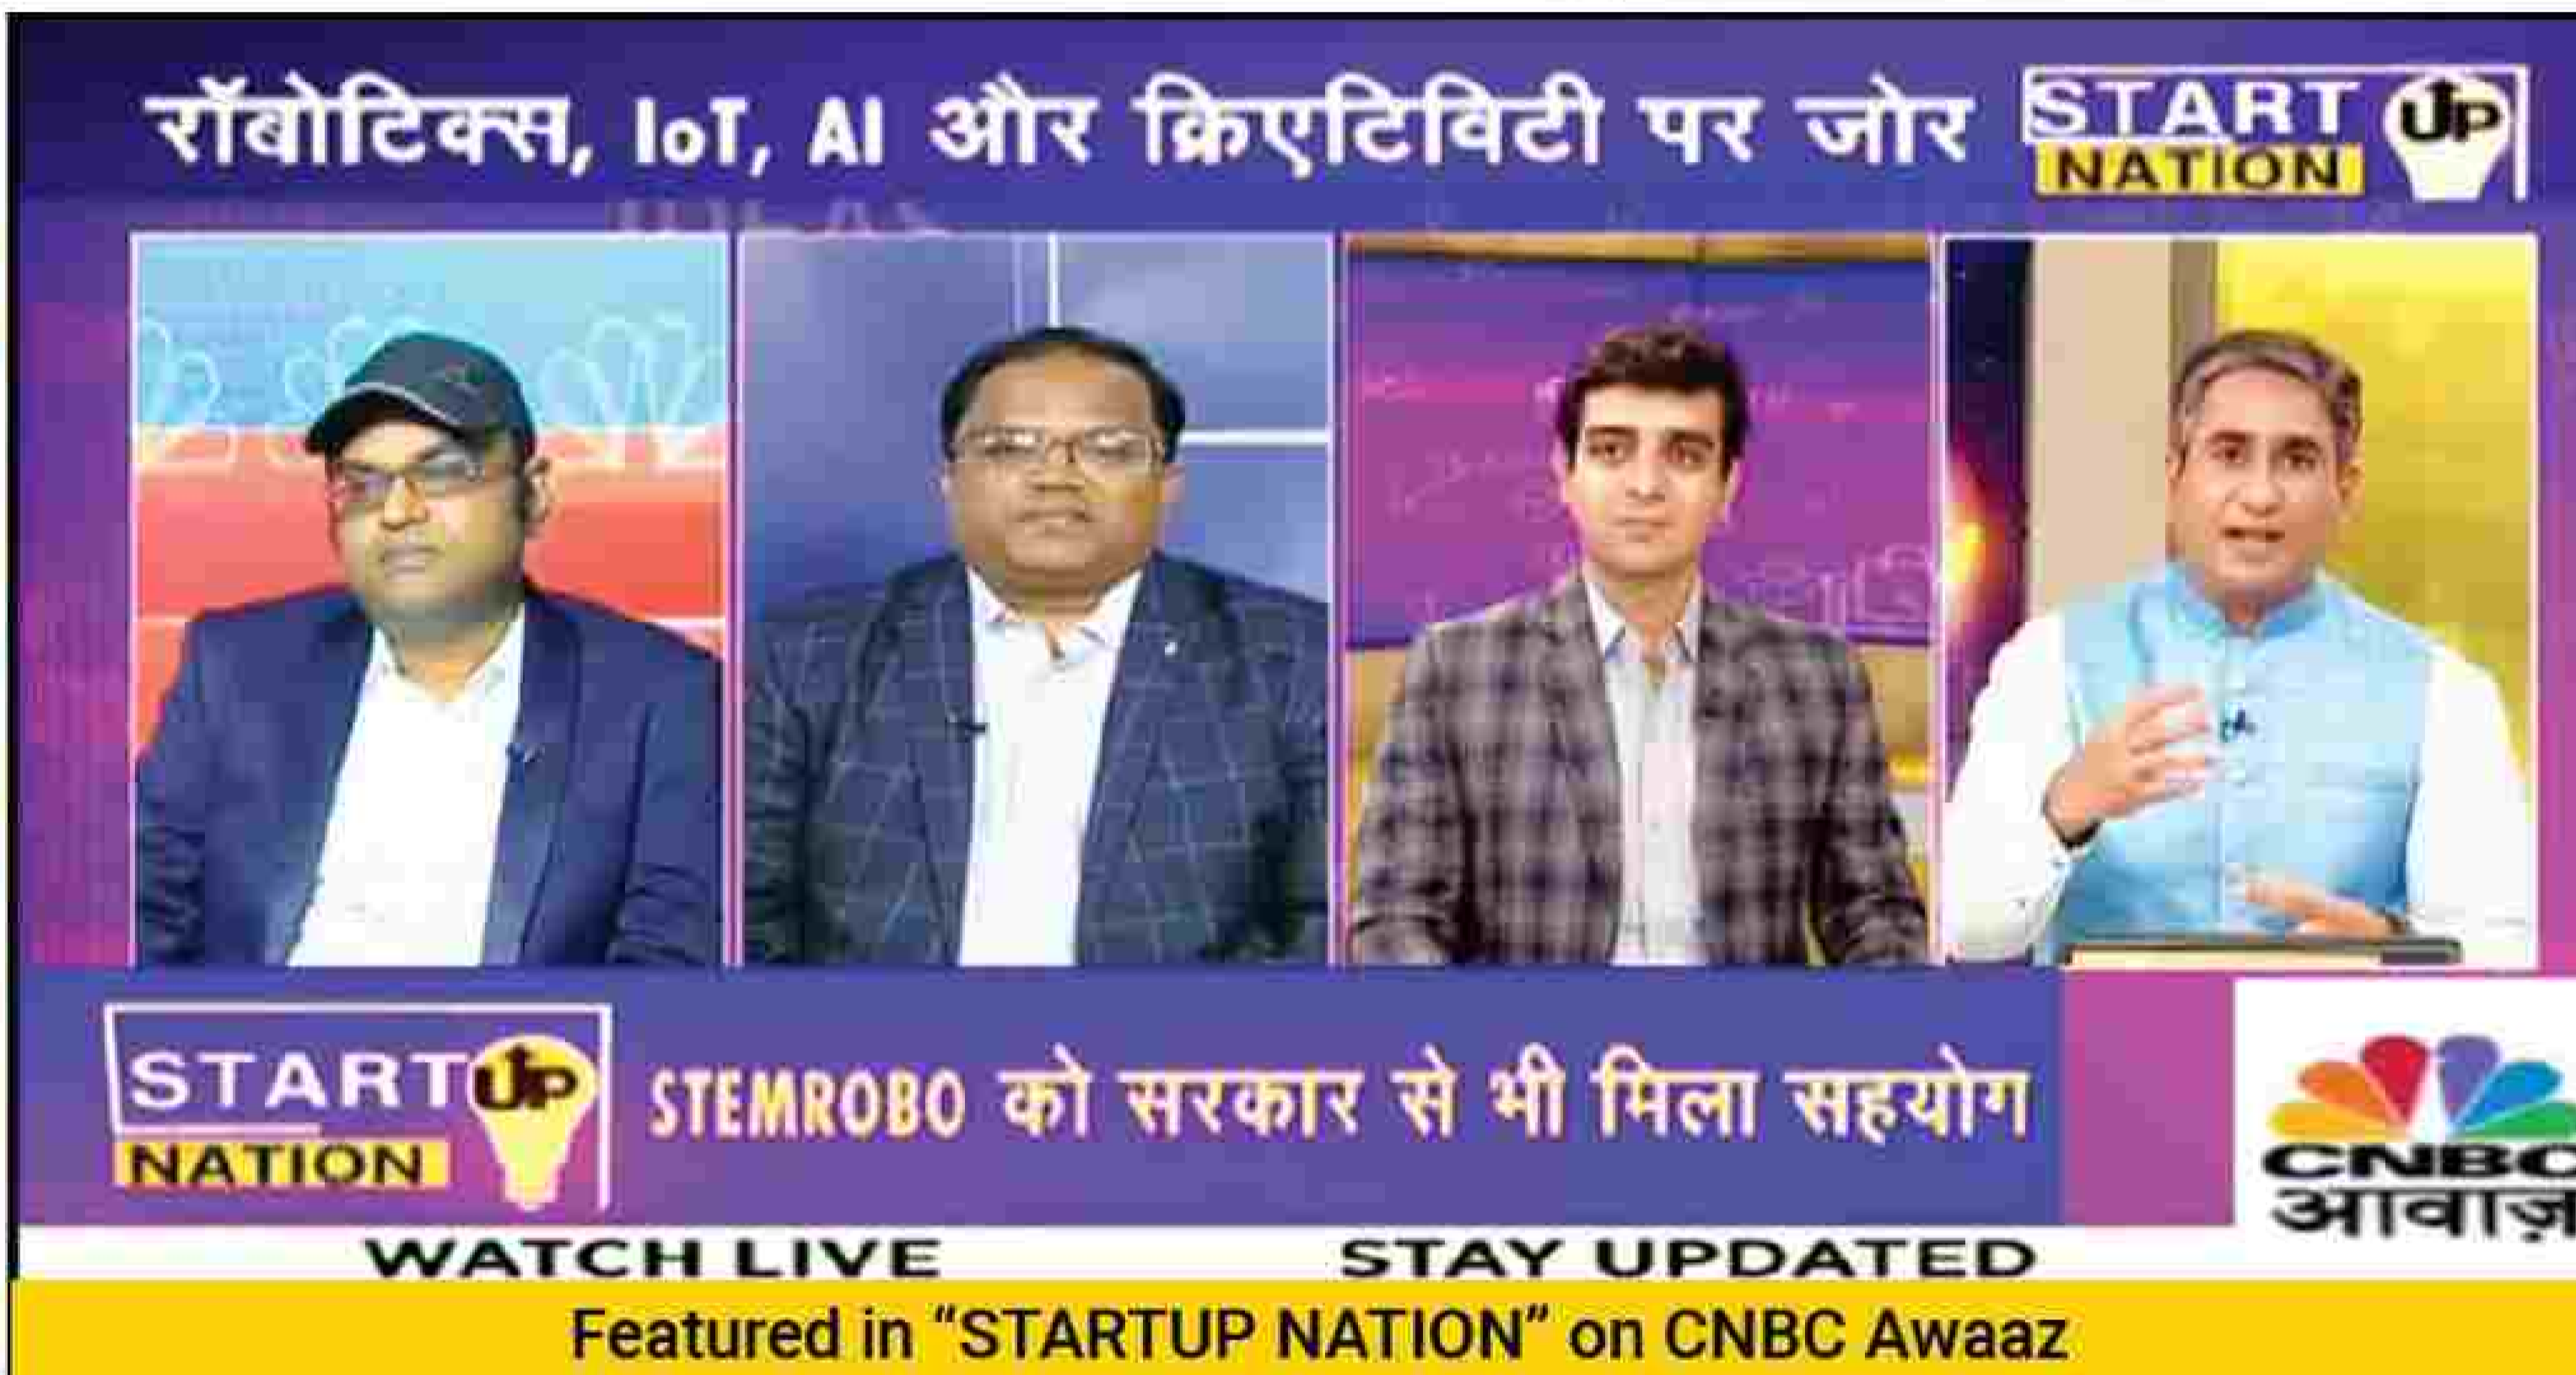 रॉबोटिक्स, IoT, AI और क्रिएटिविटी पर जोर
START UP
NATION
START UP
NATION
STEMROBO को सरकार से भी मिला सहयोग
CNBC
आवाज़
WATCH LIVE
STAY UPDATED
Featured in “STARTUP NATION” on CNBC Awaaz